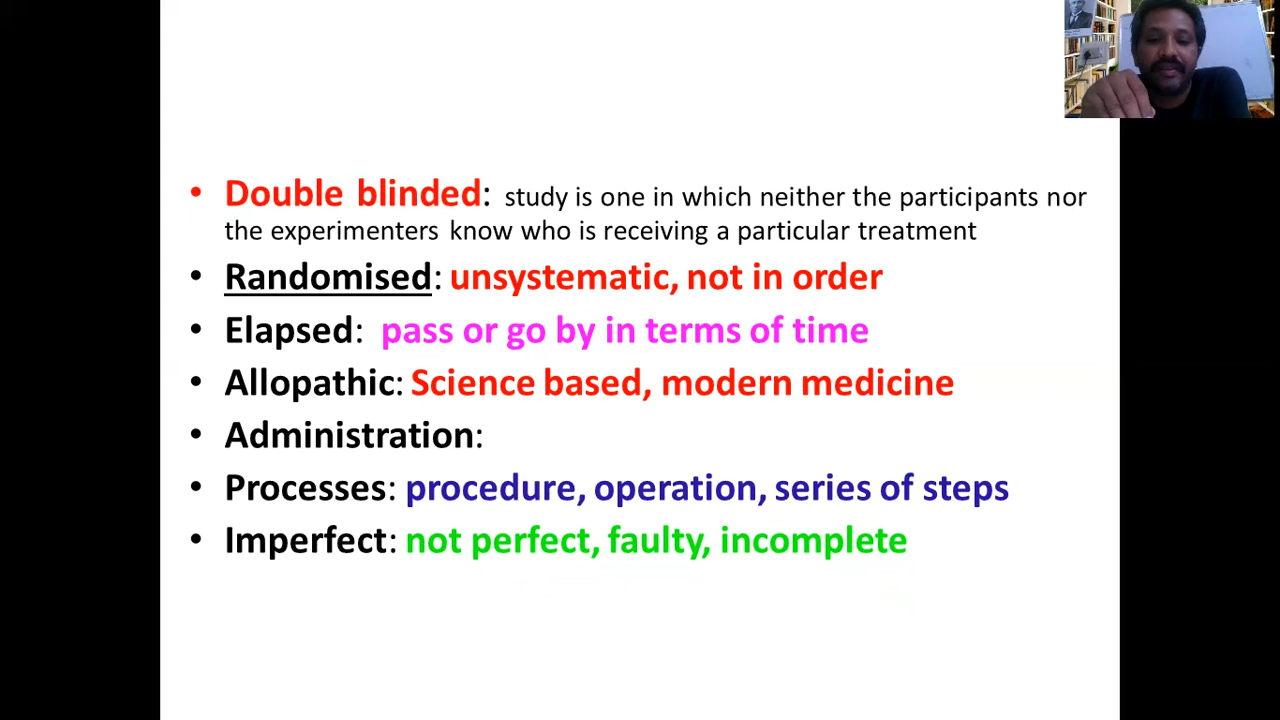 • Double blinded: study is one in which neither the participants nor
the experimenters know who is receiving a particular treatment
• Randomised: unsystematic, not in order
• Elapsed: pass or go by in terms of time
• Allopathic: Science based, modern medicine
• Administration:
• Processes: procedure, operation, series of steps
• Imperfect: not perfect, faulty, incomplete